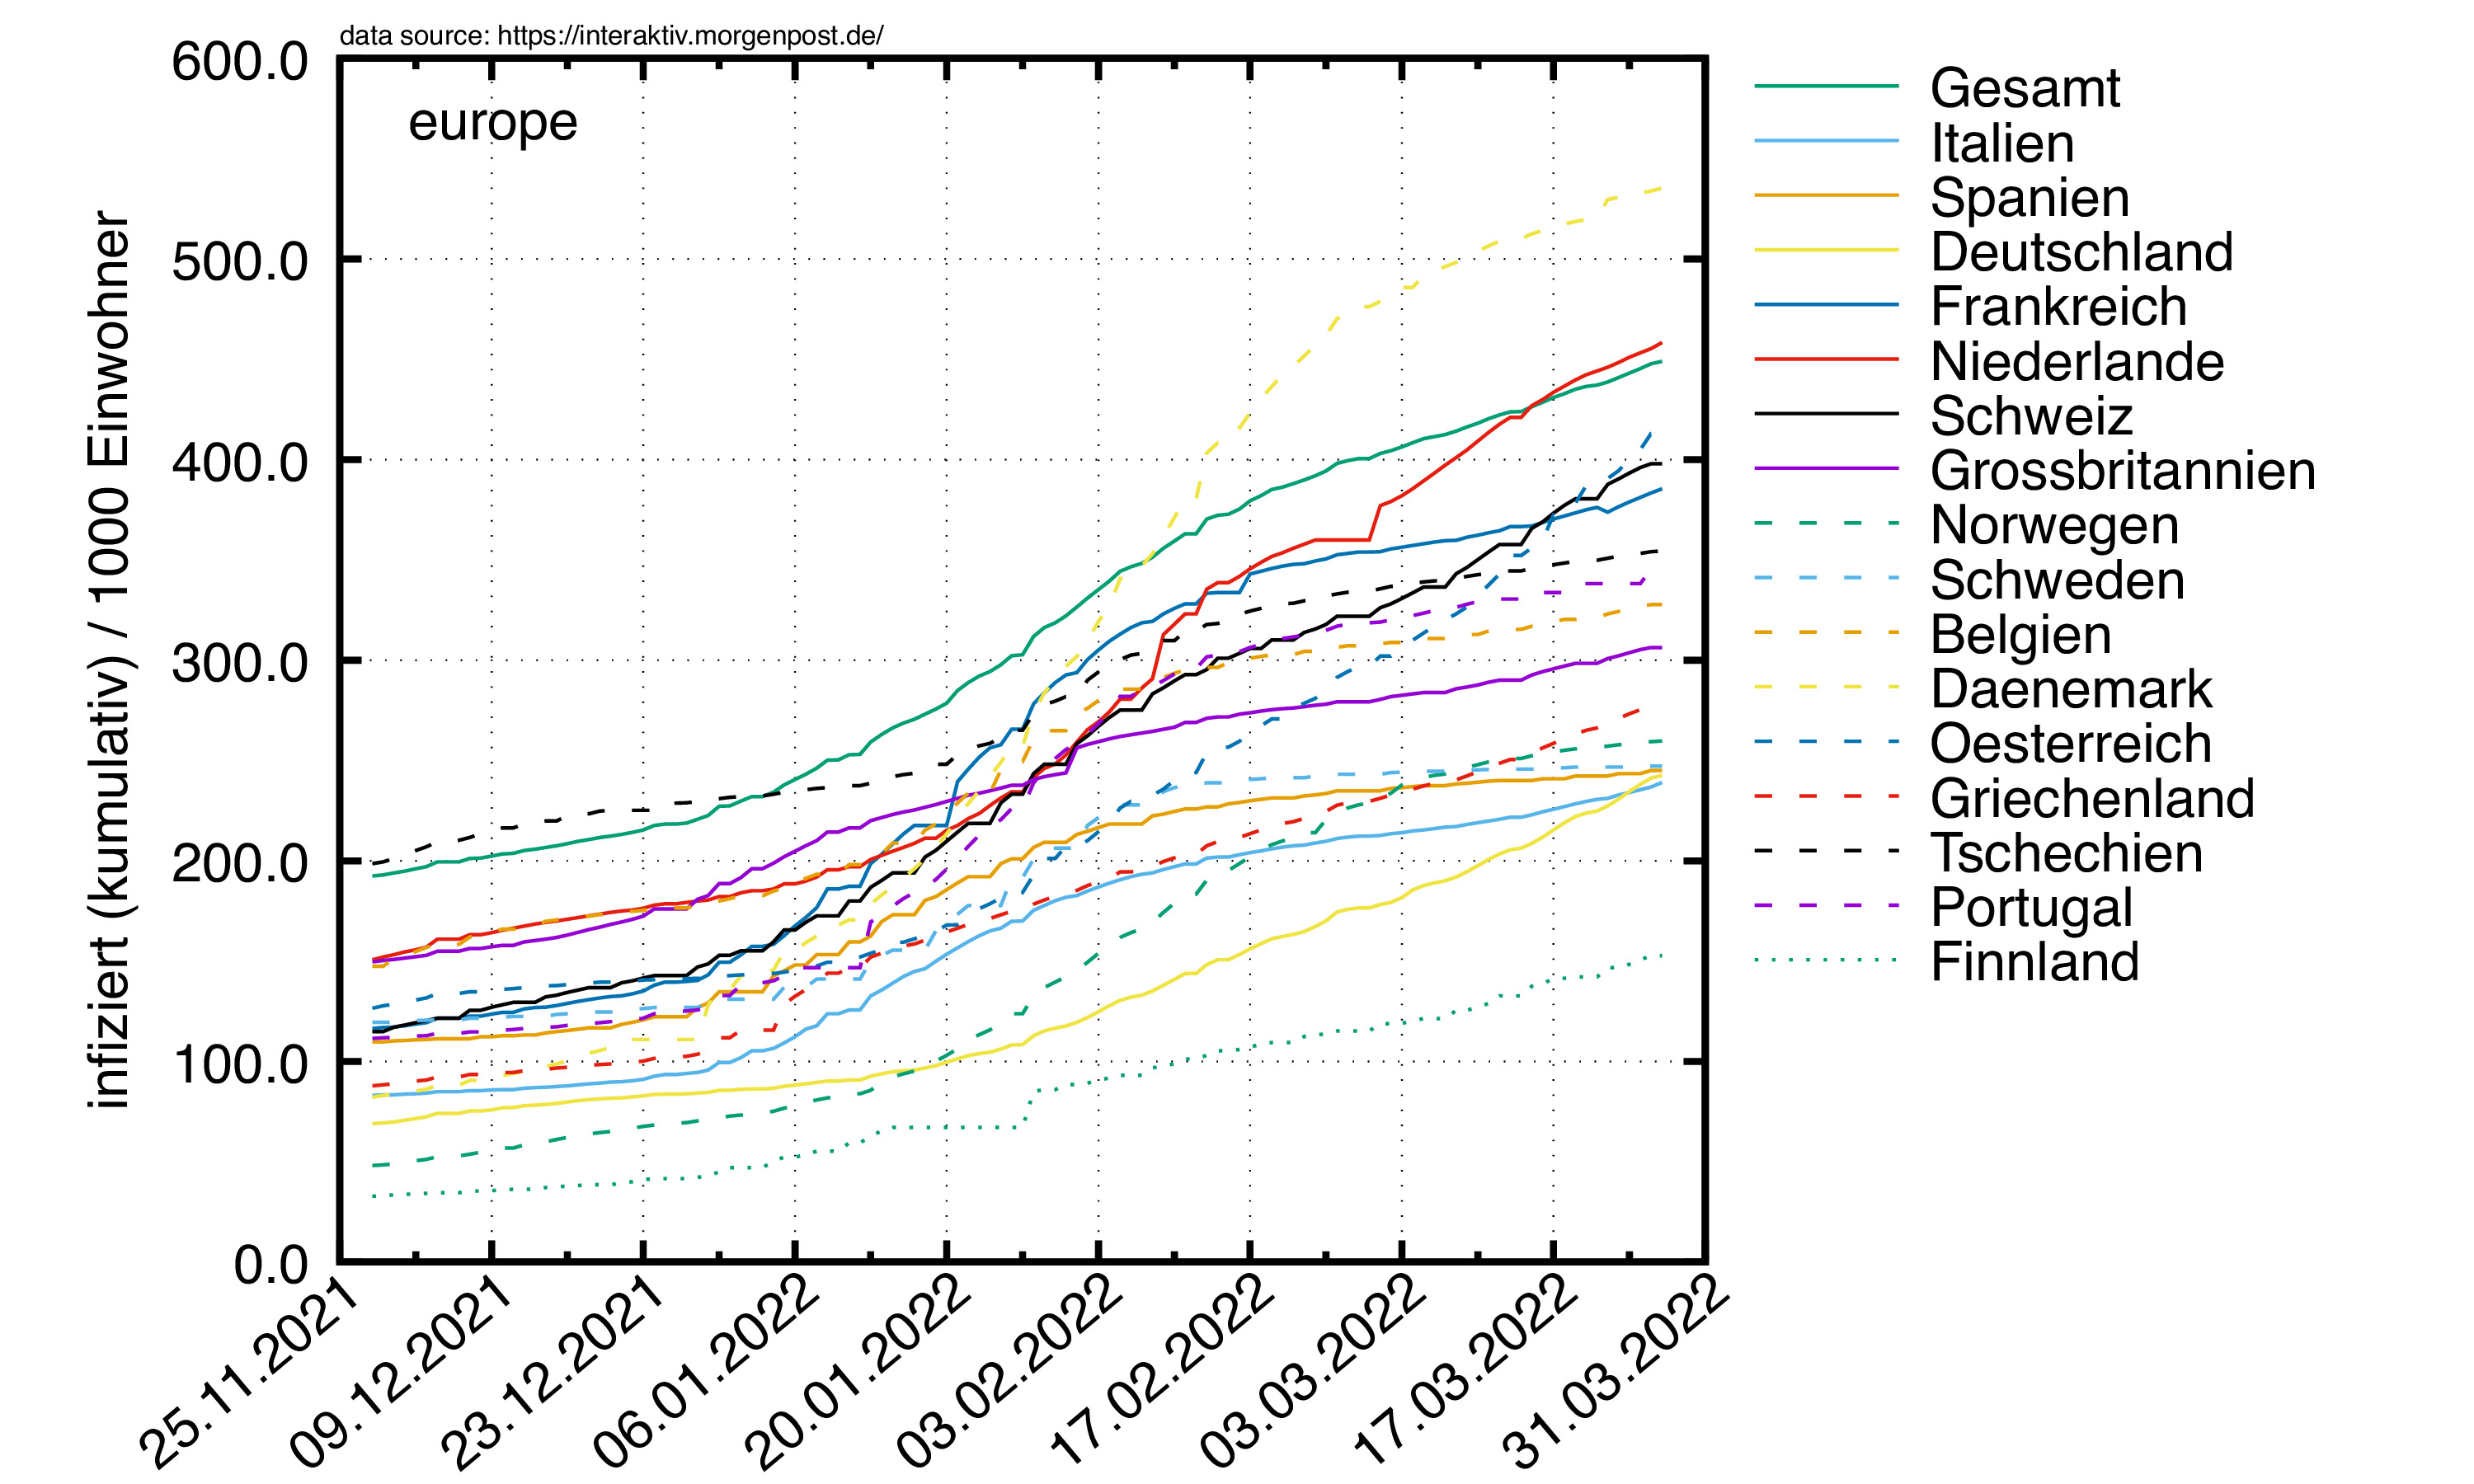 data source: https://interaktiv.morgenpost.de/
600.0
500.0
400.0
300.0
200.0
100.0
0.0
infiziert (kumulativ) / 1000 Einwohner
europe
25.11.2021
09.12.2021
23.12.2021
06.01.2022
20.01.2022
03.02.2022
17.02.2022
03.03.2022
17.03.2022
31.03.2022
Gesamt
Italien
Spanien
Deutschland
Frankreich
Niederlande
Schweiz
Grossbritannien
Norwegen
Schweden
Belgien
Daenemark
Oesterreich
Griechenland
Tschechien
Portugal
Finnland